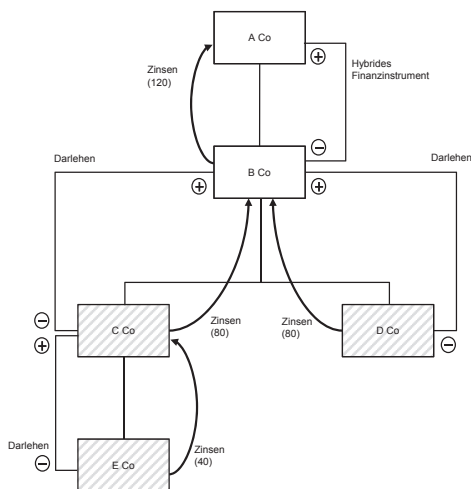 A Co
+
Zinsen
(120)
Hybrides
Finanzinstrument
−
Darlehen
B Co
Darlehen
+
+
−
+
C Co
Zinsen
(80)
Zinsen
(80)
D Co
−
Darlehen
−
E Co
Zinsen
(40)